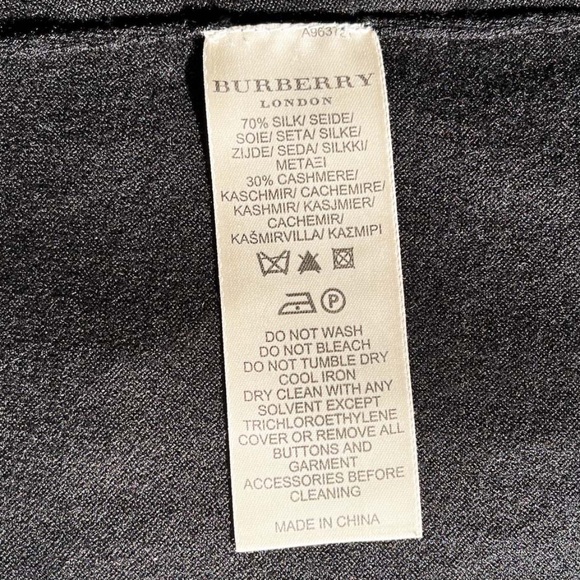 A96372
BURBERRY
LONDON
70% SILK/ SEIDE/
SOIE/ SETA/ SILKE/
ZIJDE/ SEDA/ SILKKI/
ΜΕΤΑΞΙ
30% CASHMERE/
KASCHMIR/ CACHEMIRE/
KASHMIR/ KASJMIER/
CACHEMIR/
KAŠMIRVILLA/ ΚΑΣΜΙΡΙ
P
DO NOT WASH
DO NOT BLEACH
DO NOT TUMBLE DRY
COOL IRON
DRY CLEAN WITH ANY
SOLVENT EXCEPT
TRICHLOROETHYLENE
COVER OR REMOVE ALL
BUTTONS AND
GARMENT
ACCESSORIES BEFORE
CLEANING
MADE IN CHINA